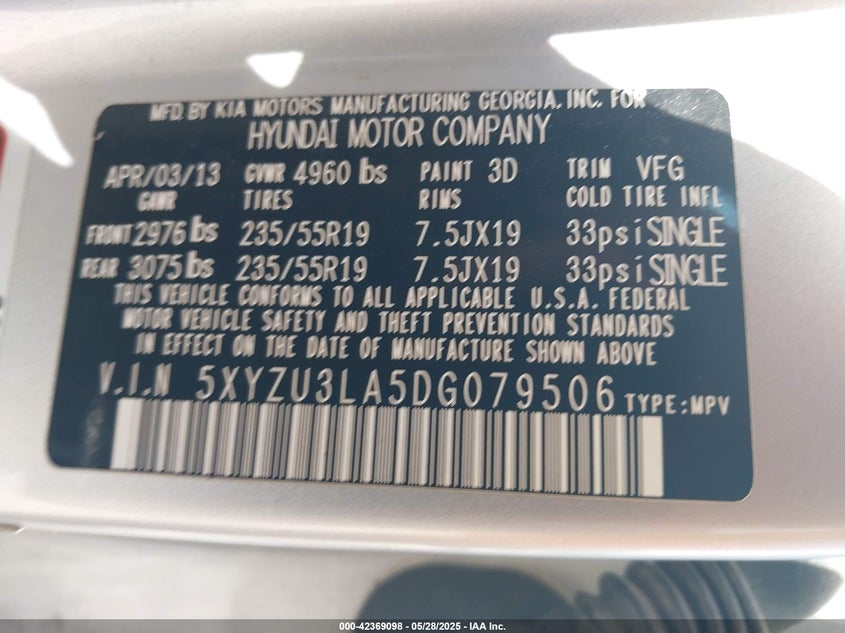 MFD. BY KIA MOTORS MANUFACTURING GEORGIA, INC. FOR
HYUNDAI MOTOR COMPANY
APR/03/13 GVWR 4960 lbs PAINT 3D TRIM VFG
GAWR TIRES RIMS COLD TIRE INFL
FRONT 2976 lbs 235/55R19 7.5JX19 33psi SINGLE
REAR 3075 lbs 235/55R19 7.5JX19 33psi SINGLE
THIS VEHICLE CONFORMS TO ALL APPLICABLE U.S.A. FEDERAL
MOTOR VEHICLE SAFETY AND THEFT PREVENTION STANDARDS
IN EFFECT ON THE DATE OF MANUFACTURE SHOWN ABOVE
V.I.N 5XYZU3LA5DG079506 TYPE:MPV
000-42369098 - 05/28/2025 - IAA Inc.